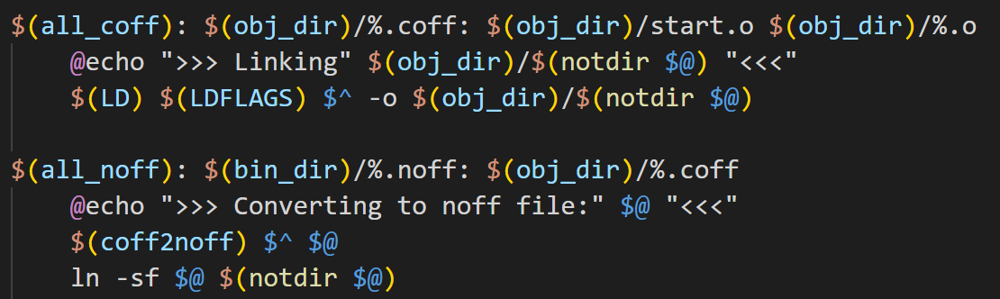 $(all_coff): $(obj_dir)/%.coff: $(obj_dir)/start.o $(obj_dir)/%.o
    @echo ">>> Linking" $(obj_dir)/$(notdir $@) "<<<"
    $(LD) $(LDFLAGS) $^ -o $(obj_dir)/$(notdir $@)

$(all_noff): $(bin_dir)/%.noff: $(obj_dir)/%.coff
    @echo ">>> Converting to noff file:" $@ "<<<"
    $(coff2noff) $^ $@
    ln -sf $@ $(notdir $@)